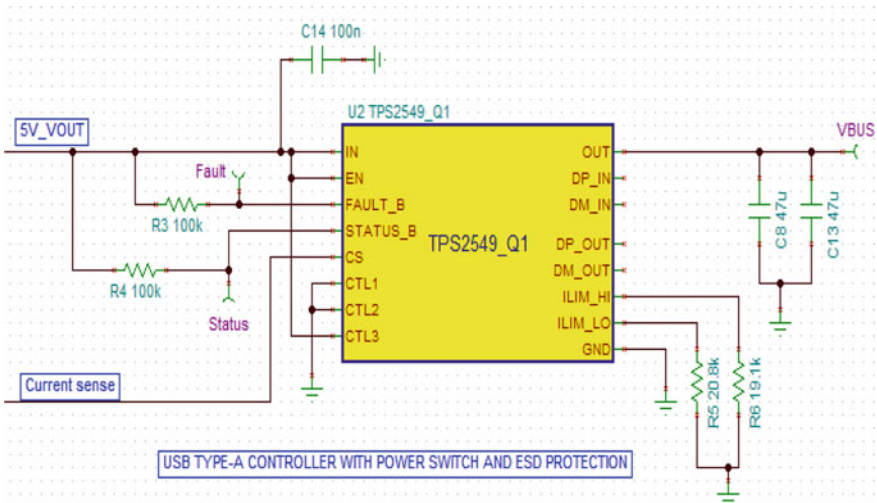 C14 100n
U2 TPS2549_Q1
5V_VOUT
VBUS
IN
OUT
Fault
EN
DP_IN
FAULT_B
DM_IN
R3 100k
STATUS_B
TPS2549_Q1
DP_OUT
CS
DM_OUT
R4 100k
CTL1
ILIM_HI
CTL2
ILIM_LO
Status
CTL3
GND
C8 47u
C13 47u
Current sense
R5 20.8k
R6 19.1k
USB TYPE-A CONTROLLER WITH POWER SWITCH AND ESD PROTECTION